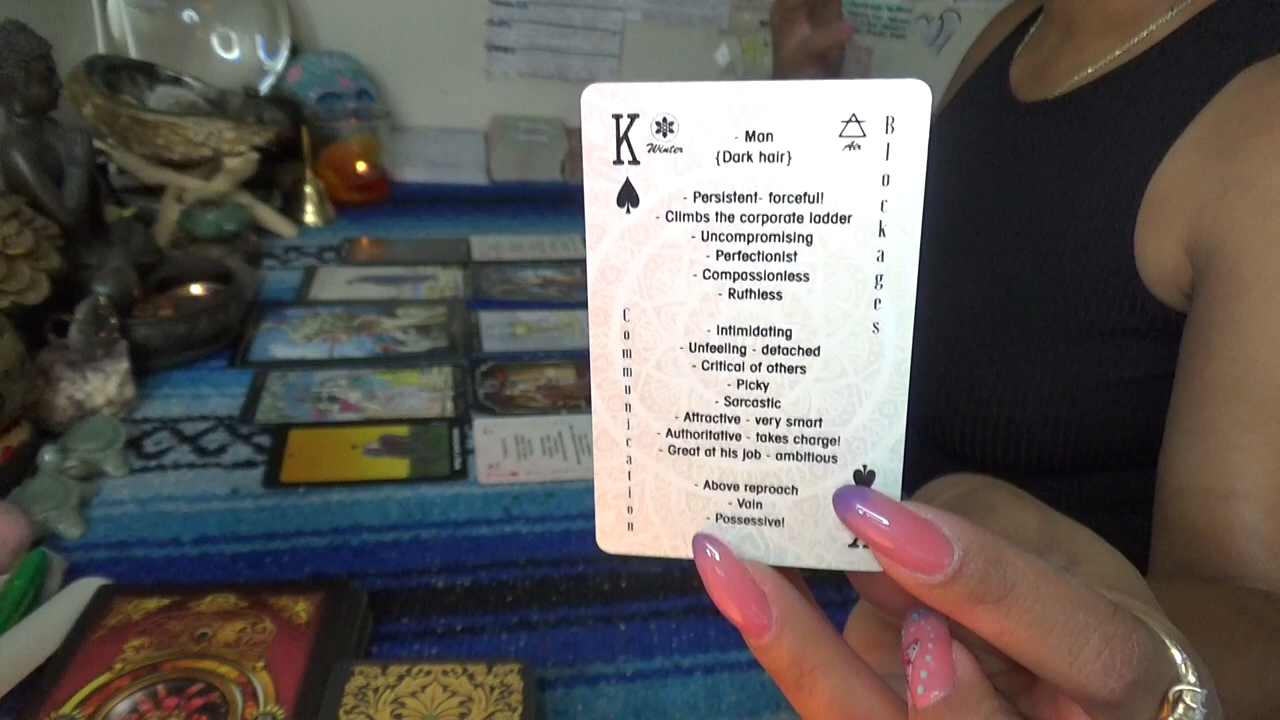 K
Winter
- Man
{Dark hair}
Air
Blockages
- Persistent- forceful!
- Climbs the corporate ladder
- Uncompromising
- Perfectionist
- Compassionless
- Ruthless
Communication
- Intimidating
- Unfeeling - detached
- Critical of others
- Picky
- Sarcastic
- Attractive - very smart
- Authoritative - takes charge!
- Great at his job - ambitious
- Above reproach
- Vain
- Possessive!